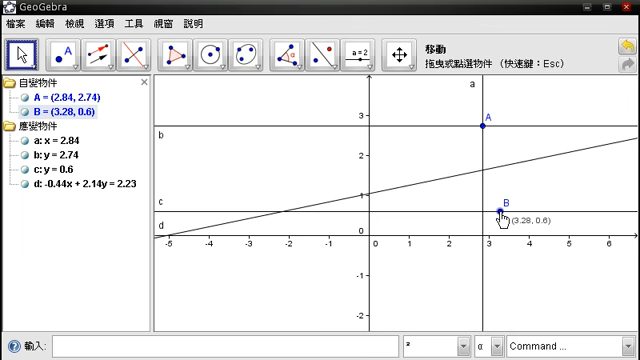 GeoGebra
檔案 編輯 檢視 選項 工具 視窗 說明
A
α
a = 2
移動
拖曳或點選物件 (快速鍵：Esc)
自變物件
A = (2.84, 2.74)
B = (3.28, 0.6)
應變物件
a: x = 2.84
b: y = 2.74
c: y = 0.6
d: -0.44x + 2.14y = 2.23
a
3
A
b
2
1
c
B
(3.28, 0.6)
d
0
-5 -4 -3 -2 -1 0 1 2 3 4 5 6
-1
-2
輸入:
² α Command ...